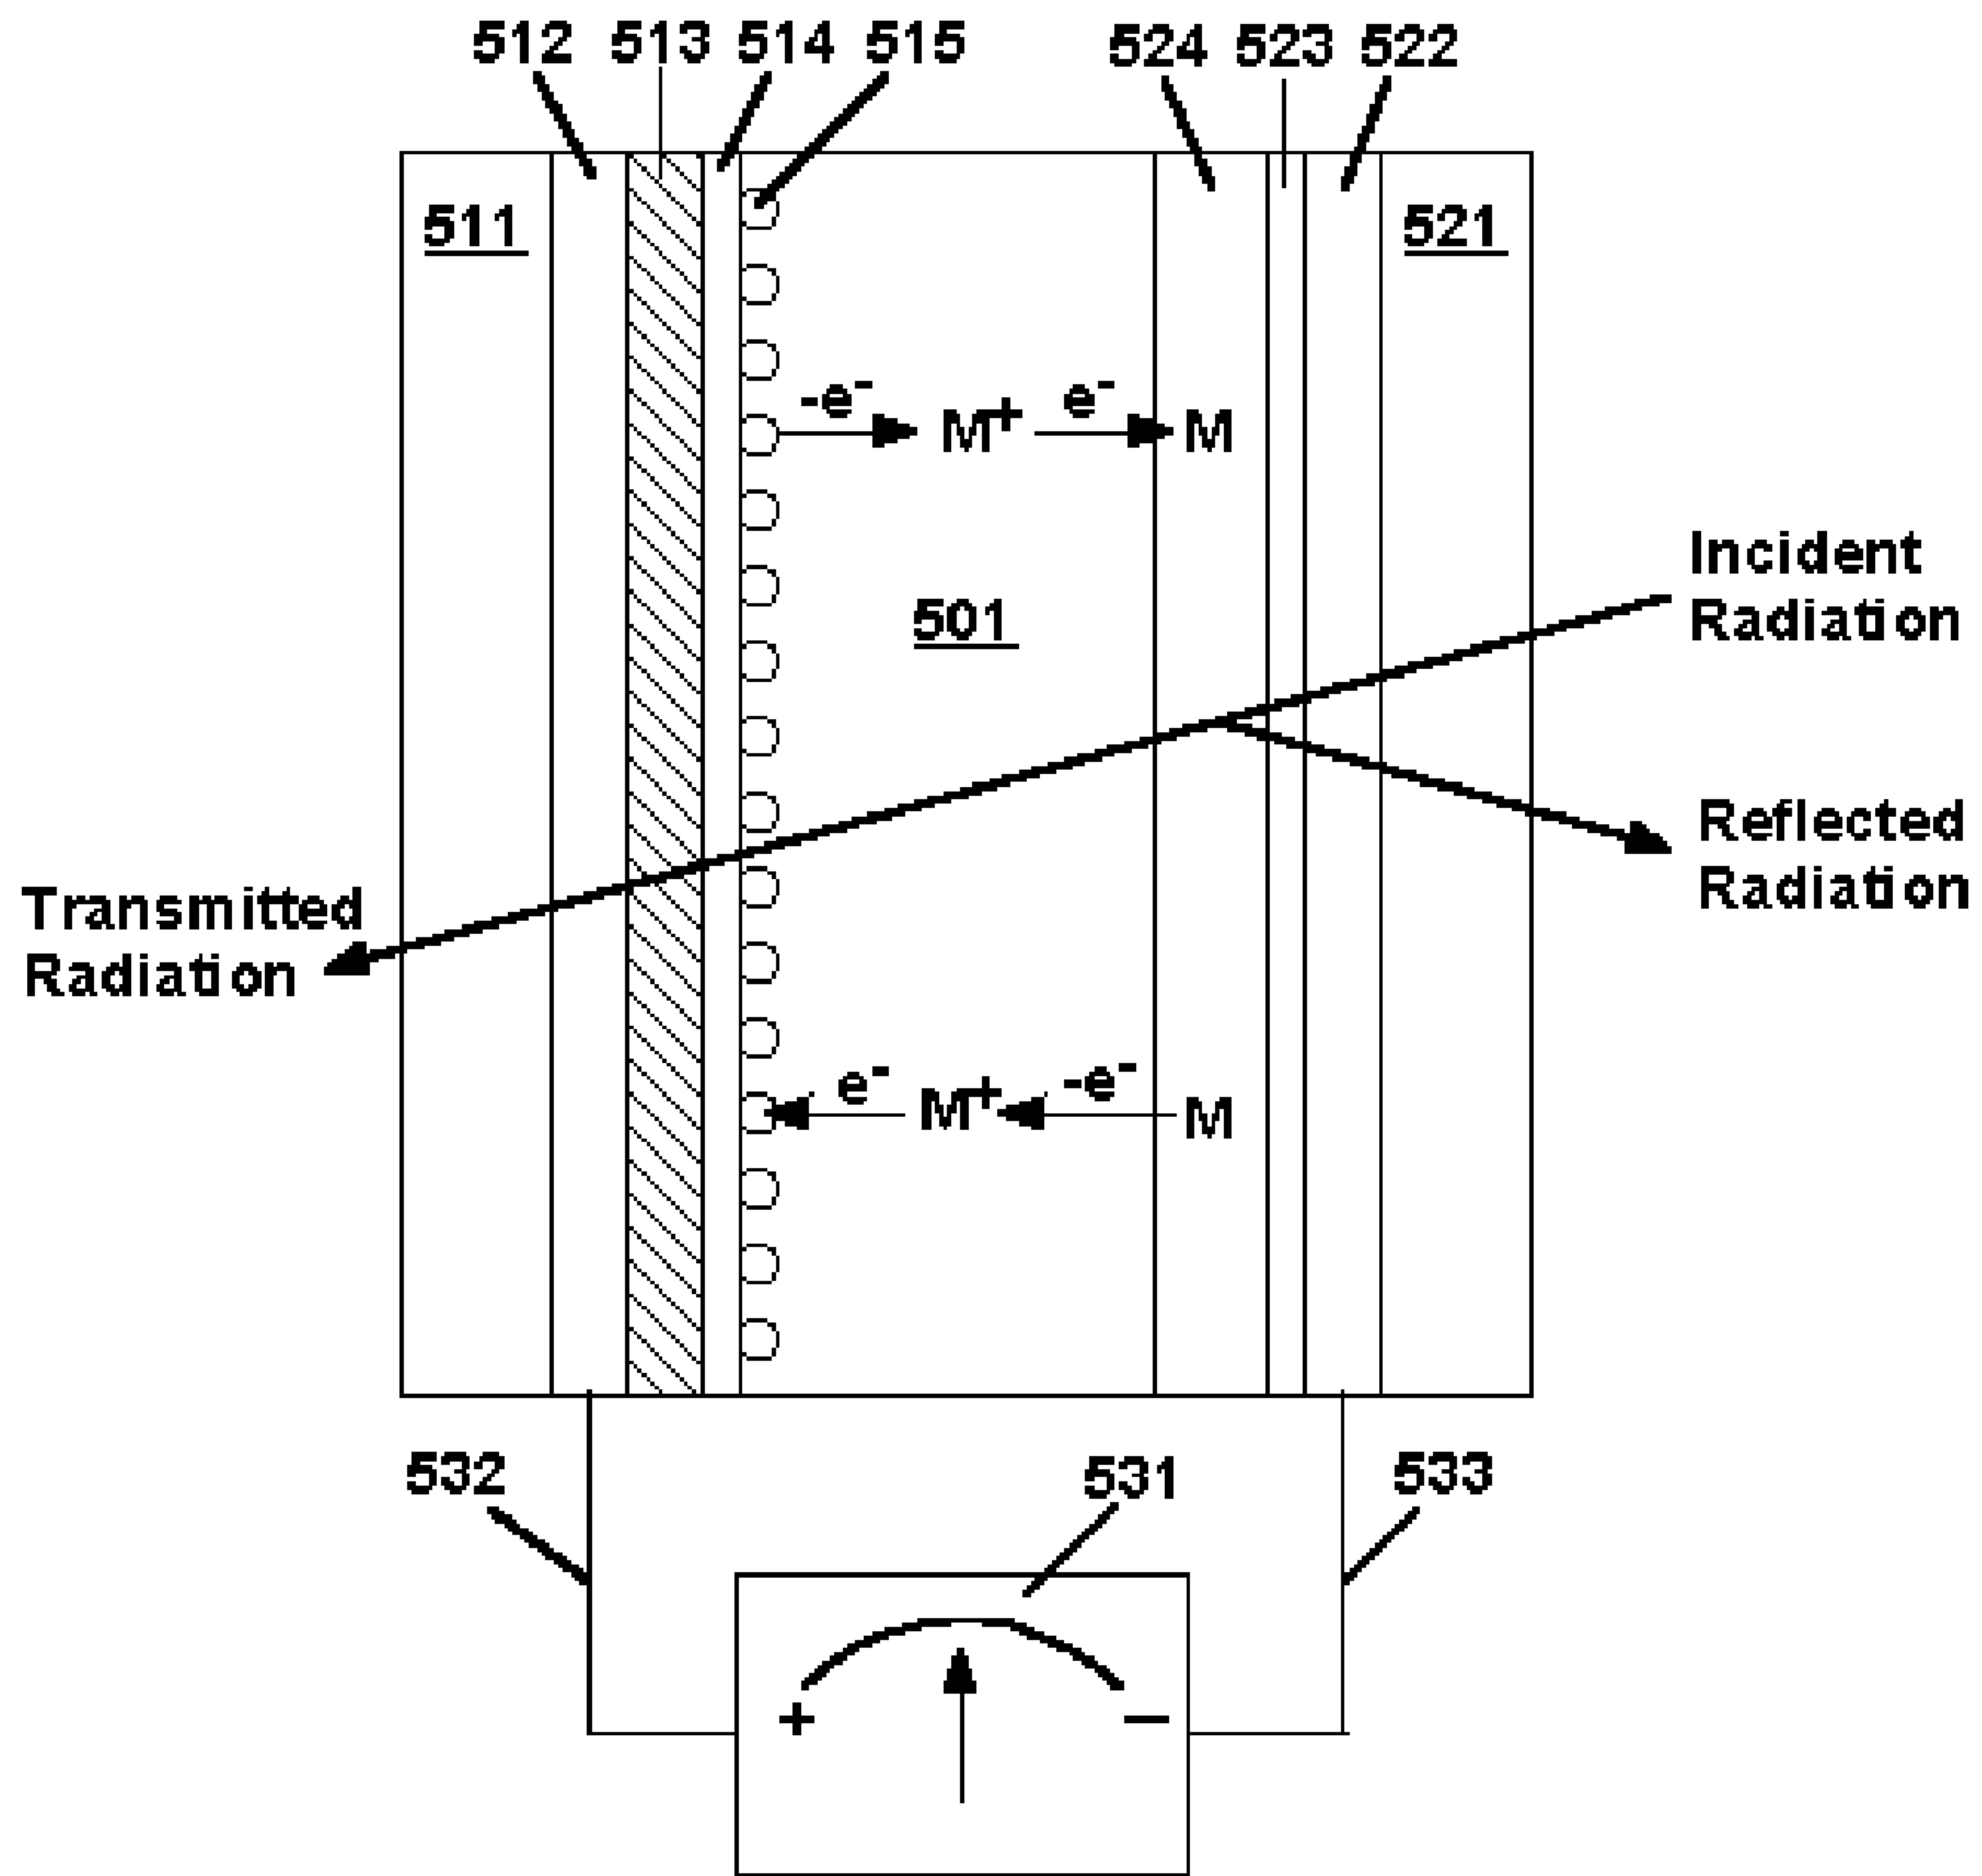 512 513 514 515 524 523 522
511 521
-e⁻ M⁺ e⁻ M
Incident
Radiation
501
Reflected
Radiation
Transmitted
Radiation
e⁻ M⁺ -e⁻ M
532 531 533
+ —